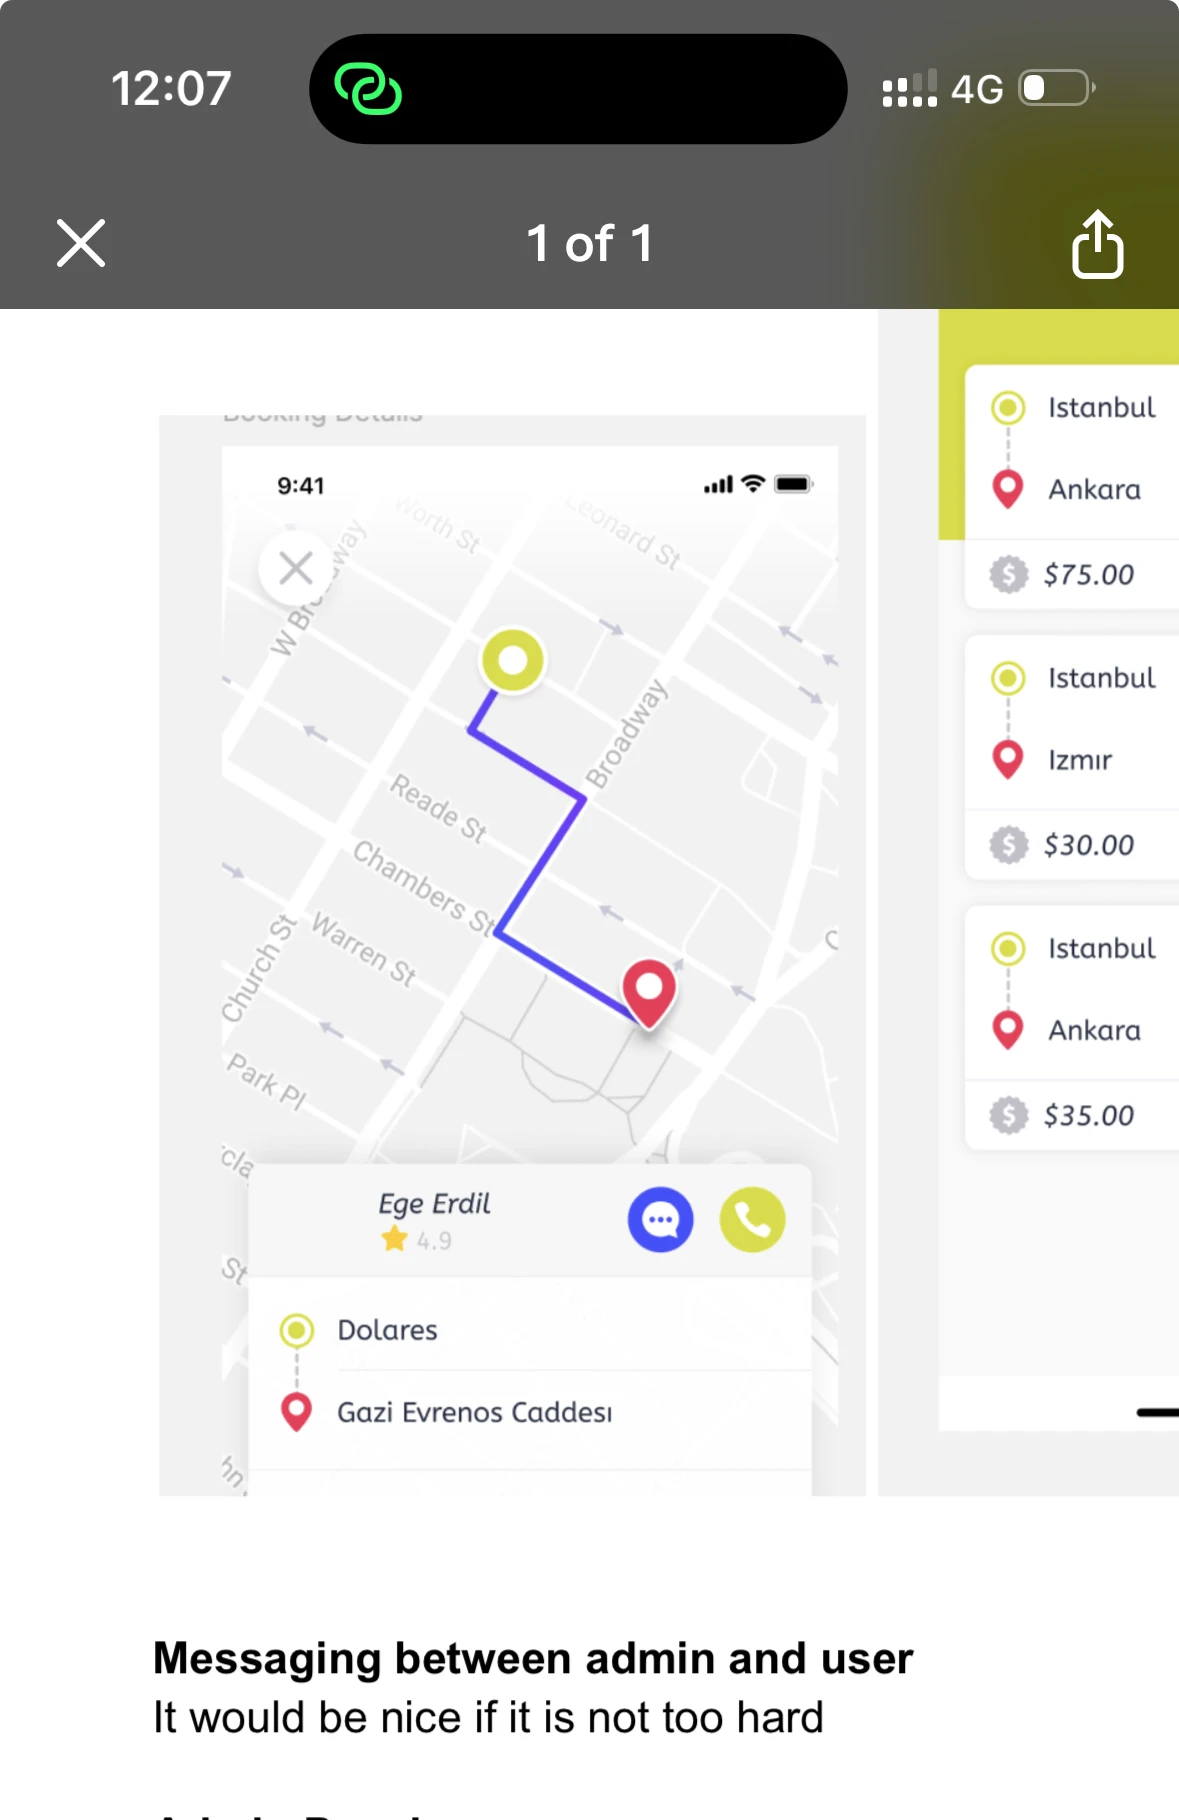 12:07
4G
1 of 1
Booking Details
9:41
Worth St
Leonard St
W Broadway
Broadway
Reade St
Chambers St
Warren St
Church St
Park Pl
St
Ege Erdil
4.9
Dolares
Gazi Evrenos Caddesı
Istanbul
Ankara
$75.00
Istanbul
Izmır
$30.00
Istanbul
Ankara
$35.00
Messaging between admin and user
It would be nice if it is not too hard